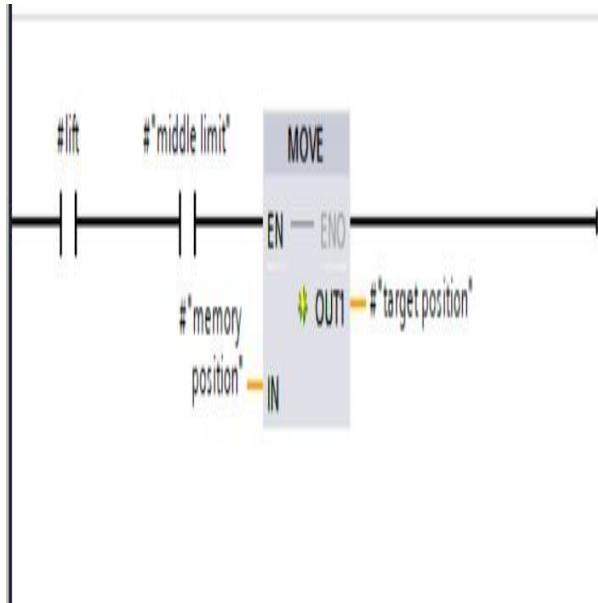 #lift
#"middle limit"
MOVE
EN
ENO
OUT1
#"target position"
#"memory
position"
IN